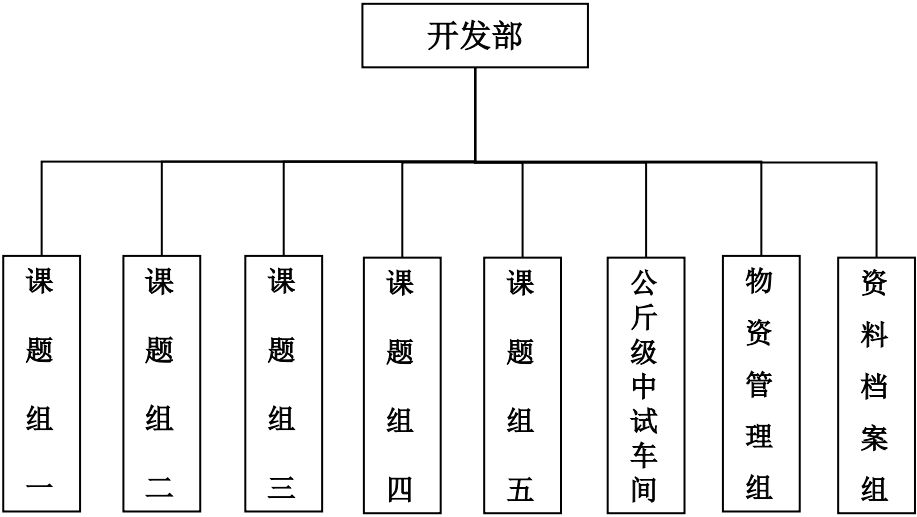 开发部
课题组一
课题组二
课题组三
课题组四
课题组五
公斤级中试车间
物资管理组
资料档案组